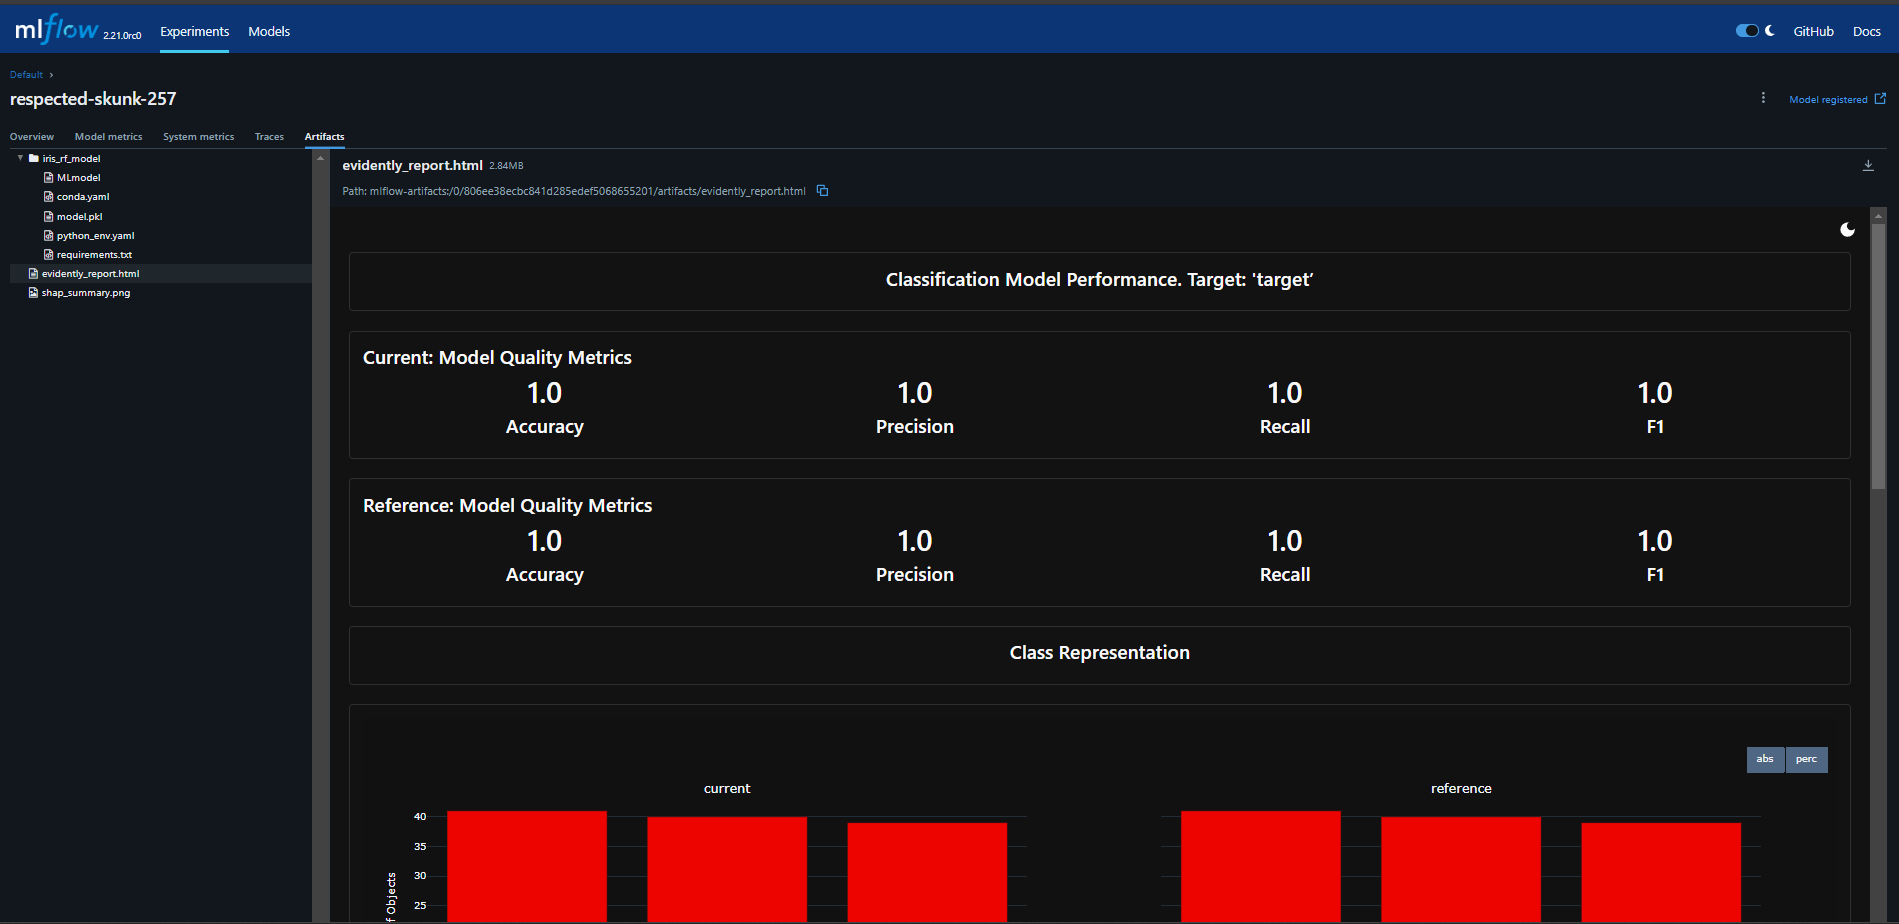 mlflow 2.21.0rc0 Experiments Models GitHub Docs
Default ›
respected-skunk-257
Model registered
Overview Model metrics System metrics Traces Artifacts
iris_rf_model
MLmodel
conda.yaml
model.pkl
python_env.yaml
requirements.txt
evidently_report.html
shap_summary.png
evidently_report.html 2.84MB
Path: mlflow-artifacts:/0/806ee38ecbc841d285edef5068655201/artifacts/evidently_report.html
Classification Model Performance. Target: 'target’
Current: Model Quality Metrics
1.0 1.0 1.0 1.0
Accuracy Precision Recall F1
Reference: Model Quality Metrics
1.0 1.0 1.0 1.0
Accuracy Precision Recall F1
Class Representation
abs perc
current reference
40
35
30
25
f Objects